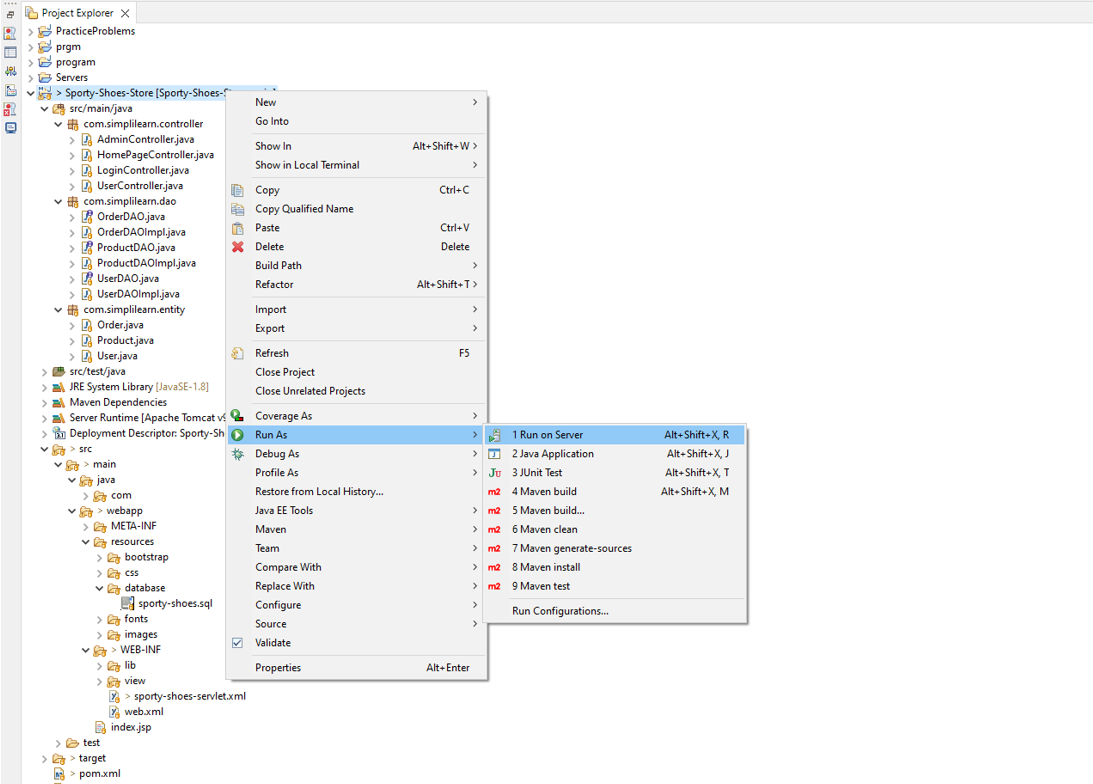 Project Explorer
PracticeProblems
prgm
program
Servers
> Sporty-Shoes-Store [Sporty-Shoes-S
src/main/java
com.simplilearn.controller
AdminController.java
HomePageController.java
LoginController.java
UserController.java
com.simplilearn.dao
OrderDAO.java
OrderDAOImpl.java
ProductDAO.java
ProductDAOImpl.java
UserDAO.java
UserDAOImpl.java
com.simplilearn.entity
Order.java
Product.java
User.java
src/test/java
JRE System Library [JavaSE-1.8]
Maven Dependencies
Server Runtime [Apache Tomcat v9
Deployment Descriptor: Sporty-Sh
> src
> main
java
> com
> webapp
META-INF
resources
bootstrap
css
database
sporty-shoes.sql
fonts
images
> WEB-INF
lib
view
> sporty-shoes-servlet.xml
web.xml
index.jsp
test
> target
> pom.xml
New
Go Into
Show In Alt+Shift+W
Show in Local Terminal
Copy Ctrl+C
Copy Qualified Name
Paste Ctrl+V
Delete Delete
Build Path
Refactor Alt+Shift+T
Import
Export
Refresh F5
Close Project
Close Unrelated Projects
Coverage As
Run As
Debug As
Profile As
Restore from Local History...
Java EE Tools
Maven
Team
Compare With
Replace With
Configure
Source
Validate
Properties Alt+Enter
1 Run on Server Alt+Shift+X, R
2 Java Application Alt+Shift+X, J
3 JUnit Test Alt+Shift+X, T
4 Maven build Alt+Shift+X, M
5 Maven build...
6 Maven clean
7 Maven generate-sources
8 Maven install
9 Maven test
Run Configurations...